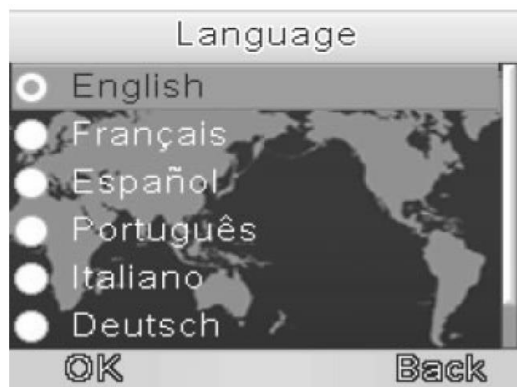 Language
English
Français
Español
Português
Italiano
Deutsch
OK Back